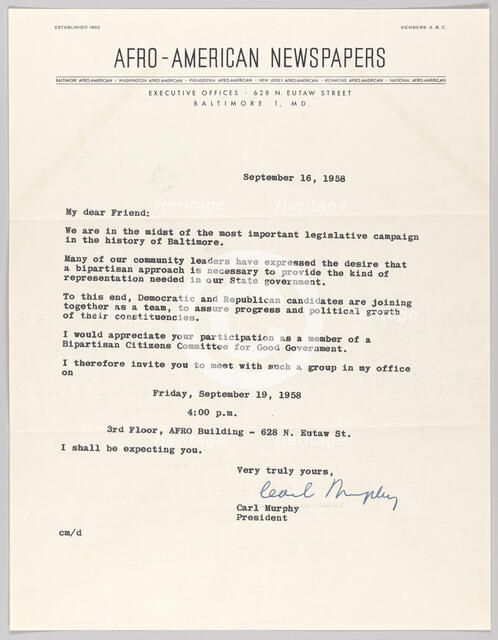 ESTABLISHED 1892
MEMBERS A. B. C.
AFRO-AMERICAN NEWSPAPERS
BALTIMORE AFRO-AMERICAN · WASHINGTON AFRO-AMERICAN · PHILADELPHIA AFRO-AMERICAN · NEW JERSEY AFRO-AMERICAN · RICHMOND AFRO-AMERICAN · NATIONAL AFRO-AMERICAN
EXECUTIVE OFFICES · 628 N. EUTAW STREET
BALTIMORE 1, MD.
September 16, 1958
My dear Friend:
Heritage
Heritage
We are in the midst of the most important legislative campaign
in the history of Baltimore.
Many of our community leaders have expressed the desire that
a bipartisan approach is necessary to provide the kind of
representation needed in our State government.
To this end, Democratic and Republican candidates are joining
together as a team, to assure progress and political growth
of their constituencies.
Heritage
I would appreciate your participation as a member of a
Bipartisan Citizens Committee for Good Government.
I therefore invite you to meet with such a group in my office
on
Friday, September 19, 1958
4:00 p.m.
3rd Floor, AFRO Building - 628 N. Eutaw St.
Heritage
Heritage
I shall be expecting you.
Very truly yours,
Carl Murphy
Carl Murphy
President
cm/d